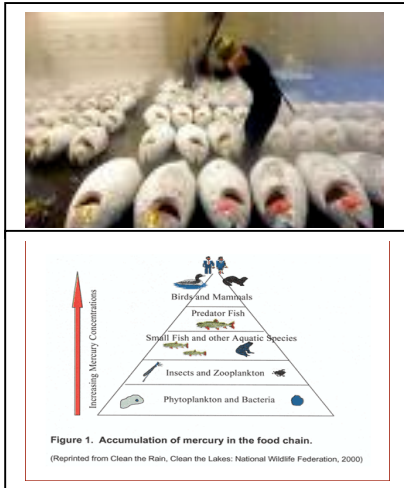 Increasing Mercury Concentrations
Birds and Mammals
Predator Fish
Small Fish and other Aquatic Species
Insects and Zooplankton
Phytoplankton and Bacteria
Figure 1. Accumulation of mercury in the food chain.
(Reprinted from Clean the Rain, Clean the Lakes: National Wildlife Federation, 2000)